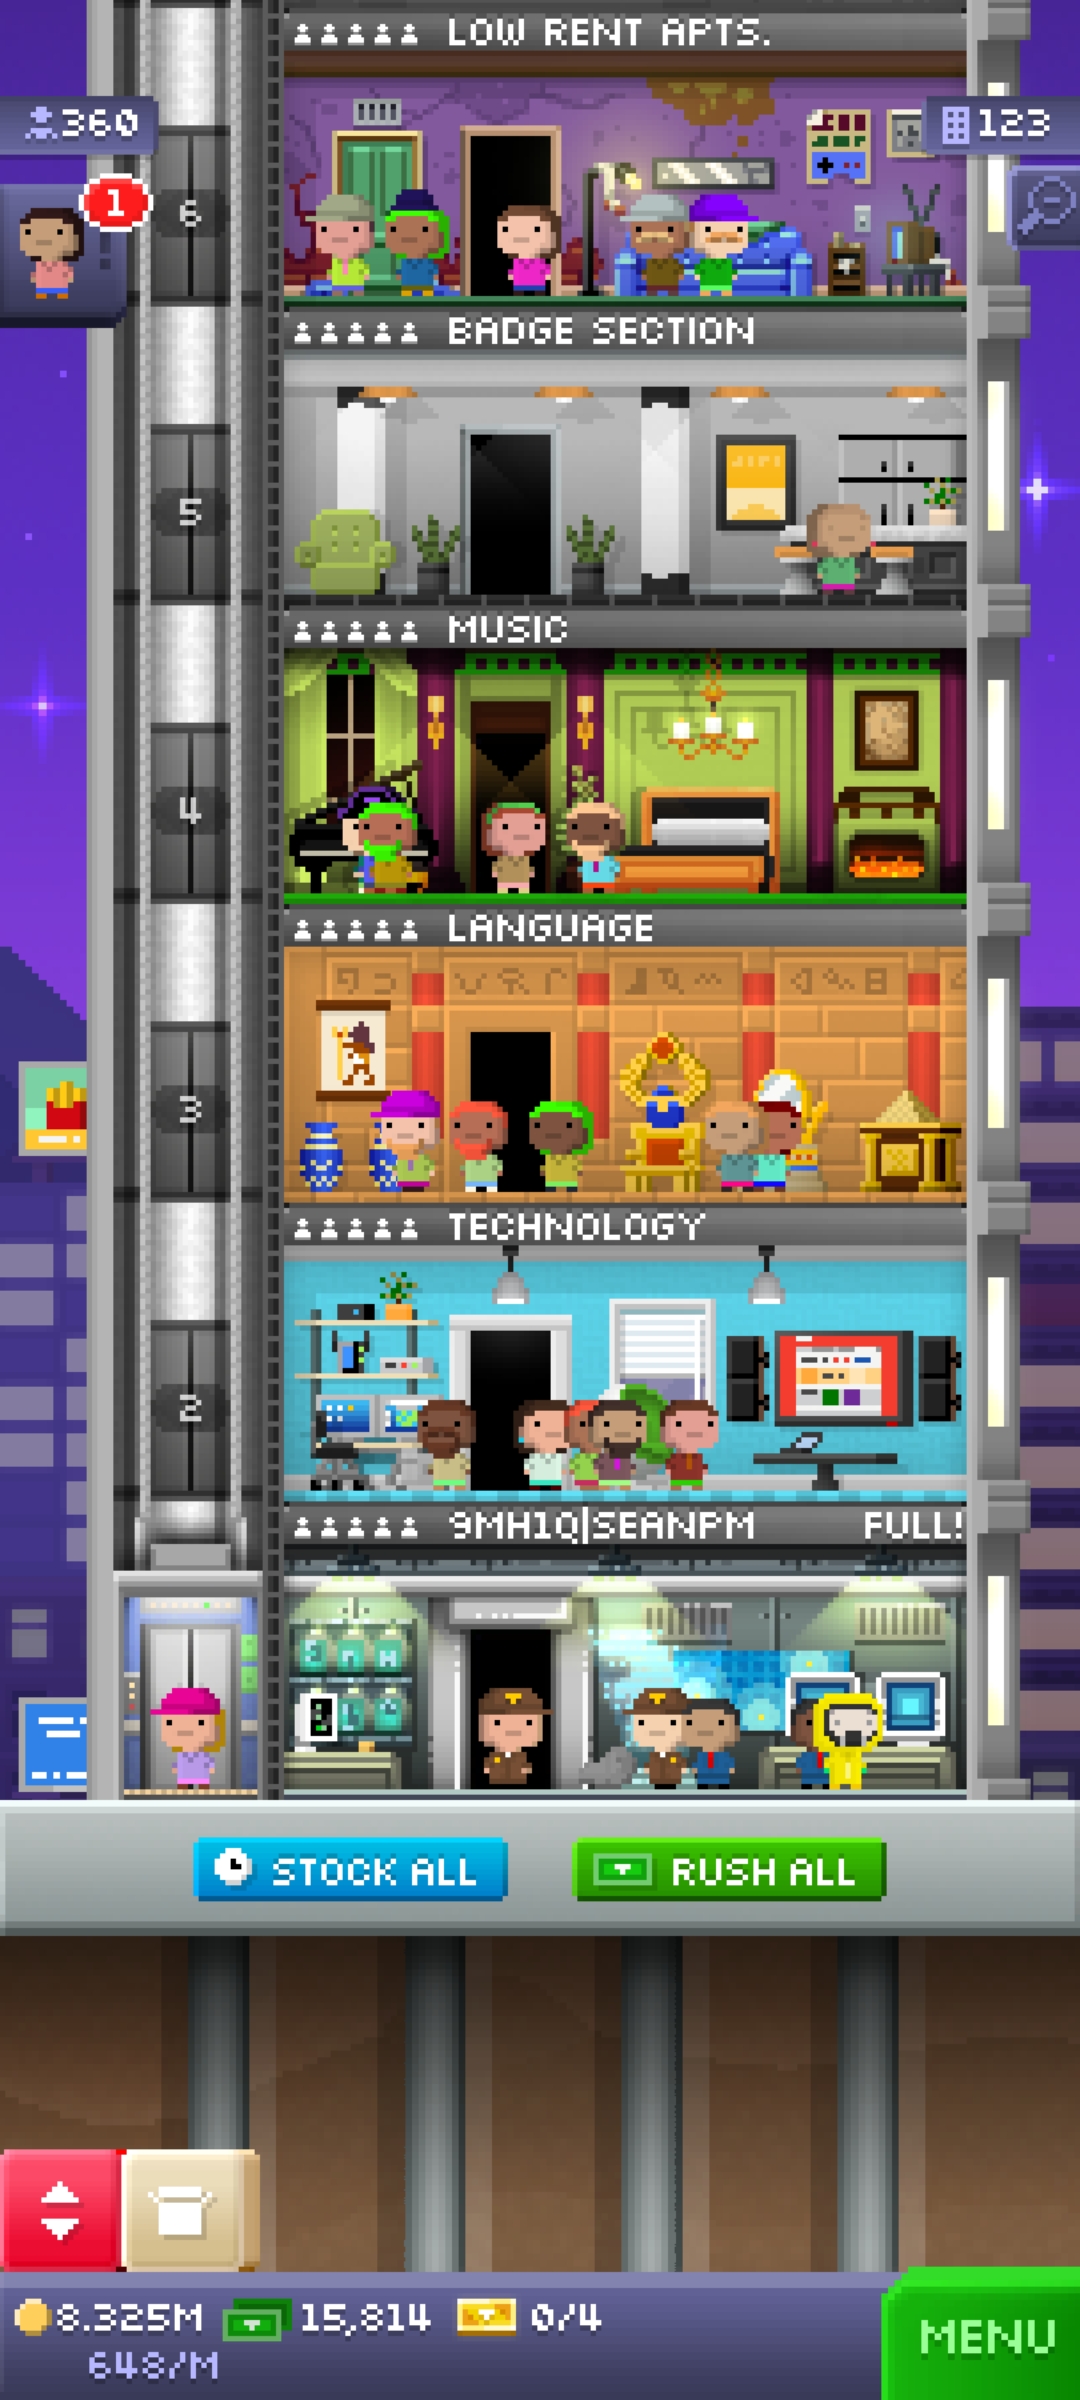 LOW RENT APTS.
360
123
1
6
BADGE SECTION
5
MUSIC
4
LANGUAGE
3
TECHNOLOGY
2
9MH1Q|SEANPM FULL!
STOCK ALL
RUSH ALL
8.325M 15,814 0/4
648/M
MENU